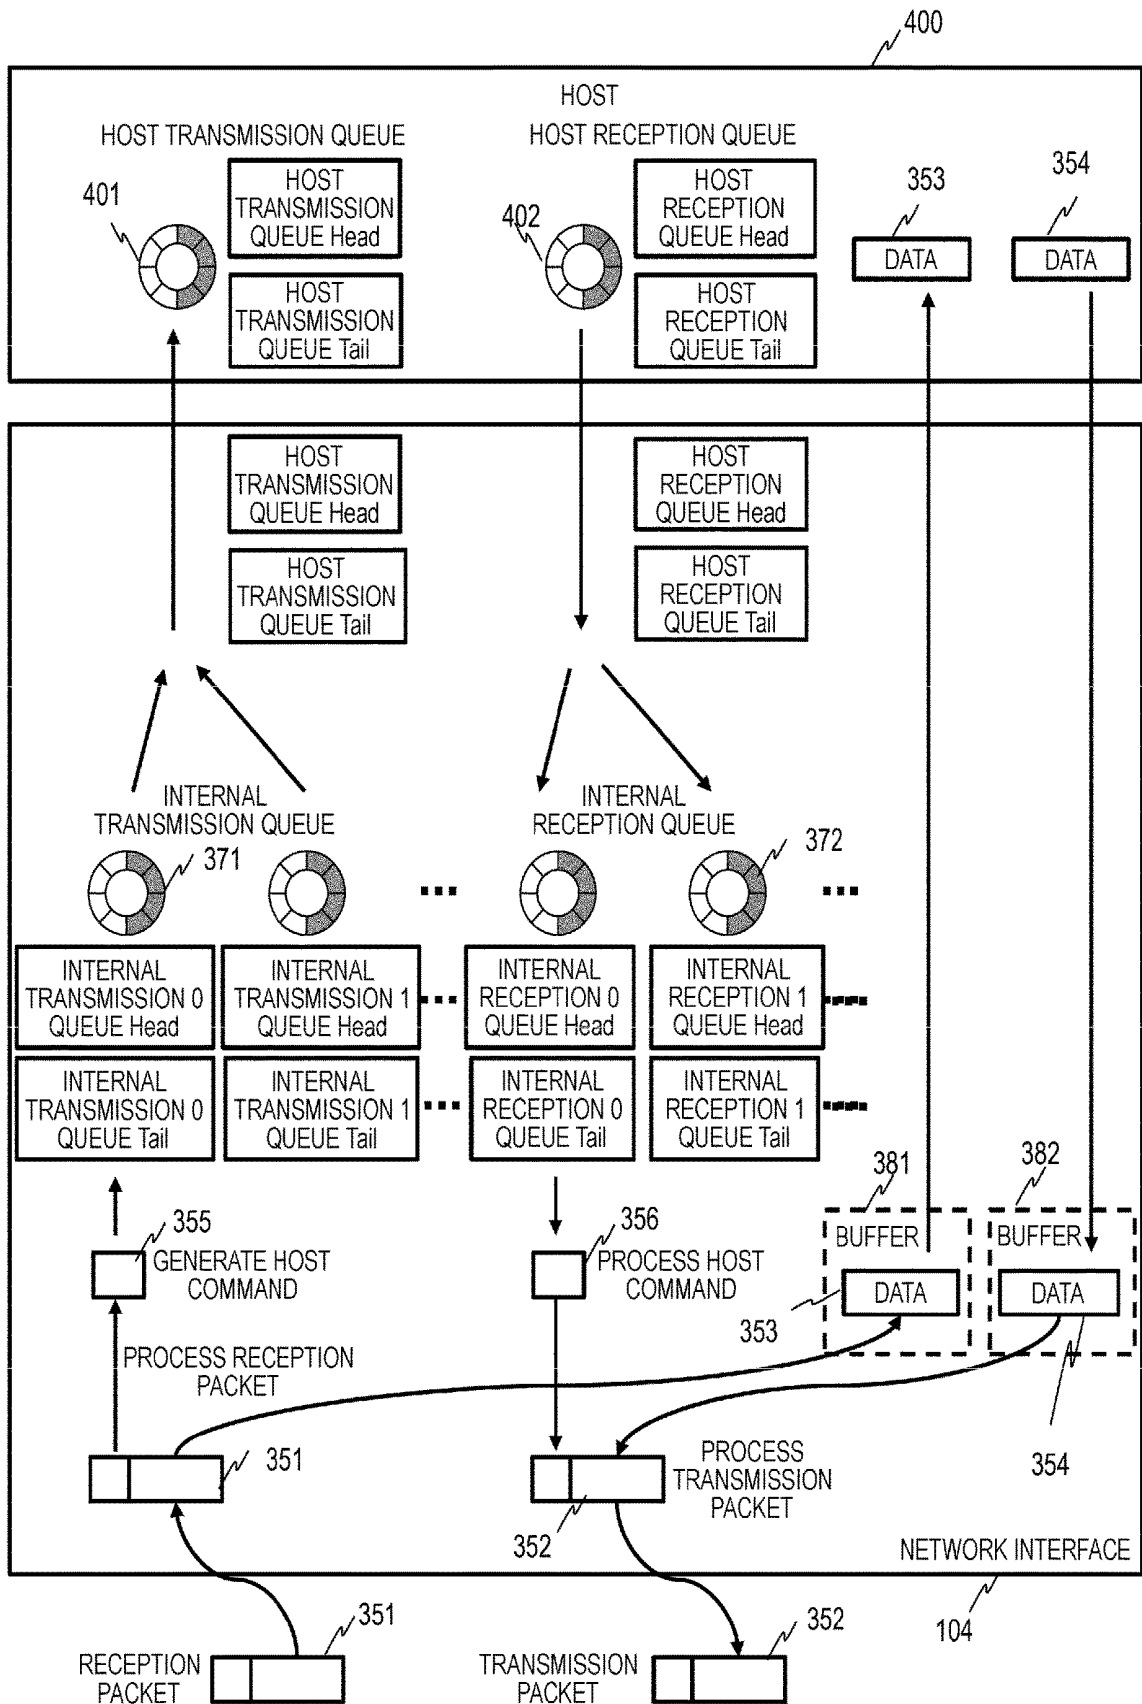 400
HOST
HOST TRANSMISSION QUEUE
HOST RECEPTION QUEUE
401
HOST
TRANSMISSION
QUEUE Head
HOST
TRANSMISSION
QUEUE Tail
402
HOST
RECEPTION
QUEUE Head
HOST
RECEPTION
QUEUE Tail
353
DATA
354
DATA
HOST
TRANSMISSION
QUEUE Head
HOST
TRANSMISSION
QUEUE Tail
HOST
RECEPTION
QUEUE Head
HOST
RECEPTION
QUEUE Tail
INTERNAL
TRANSMISSION QUEUE
INTERNAL
RECEPTION QUEUE
371
372
INTERNAL
TRANSMISSION 0
QUEUE Head
INTERNAL
TRANSMISSION 1
QUEUE Head
INTERNAL
RECEPTION 0
QUEUE Head
INTERNAL
RECEPTION 1
QUEUE Head
INTERNAL
TRANSMISSION 0
QUEUE Tail
INTERNAL
TRANSMISSION 1
QUEUE Tail
INTERNAL
RECEPTION 0
QUEUE Tail
INTERNAL
RECEPTION 1
QUEUE Tail
381
382
355
GENERATE HOST
COMMAND
356
PROCESS HOST
COMMAND
BUFFER
DATA
353
BUFFER
DATA
354
PROCESS RECEPTION
PACKET
351
PROCESS
TRANSMISSION
PACKET
352
NETWORK INTERFACE
104
RECEPTION
PACKET
351
TRANSMISSION
PACKET
352